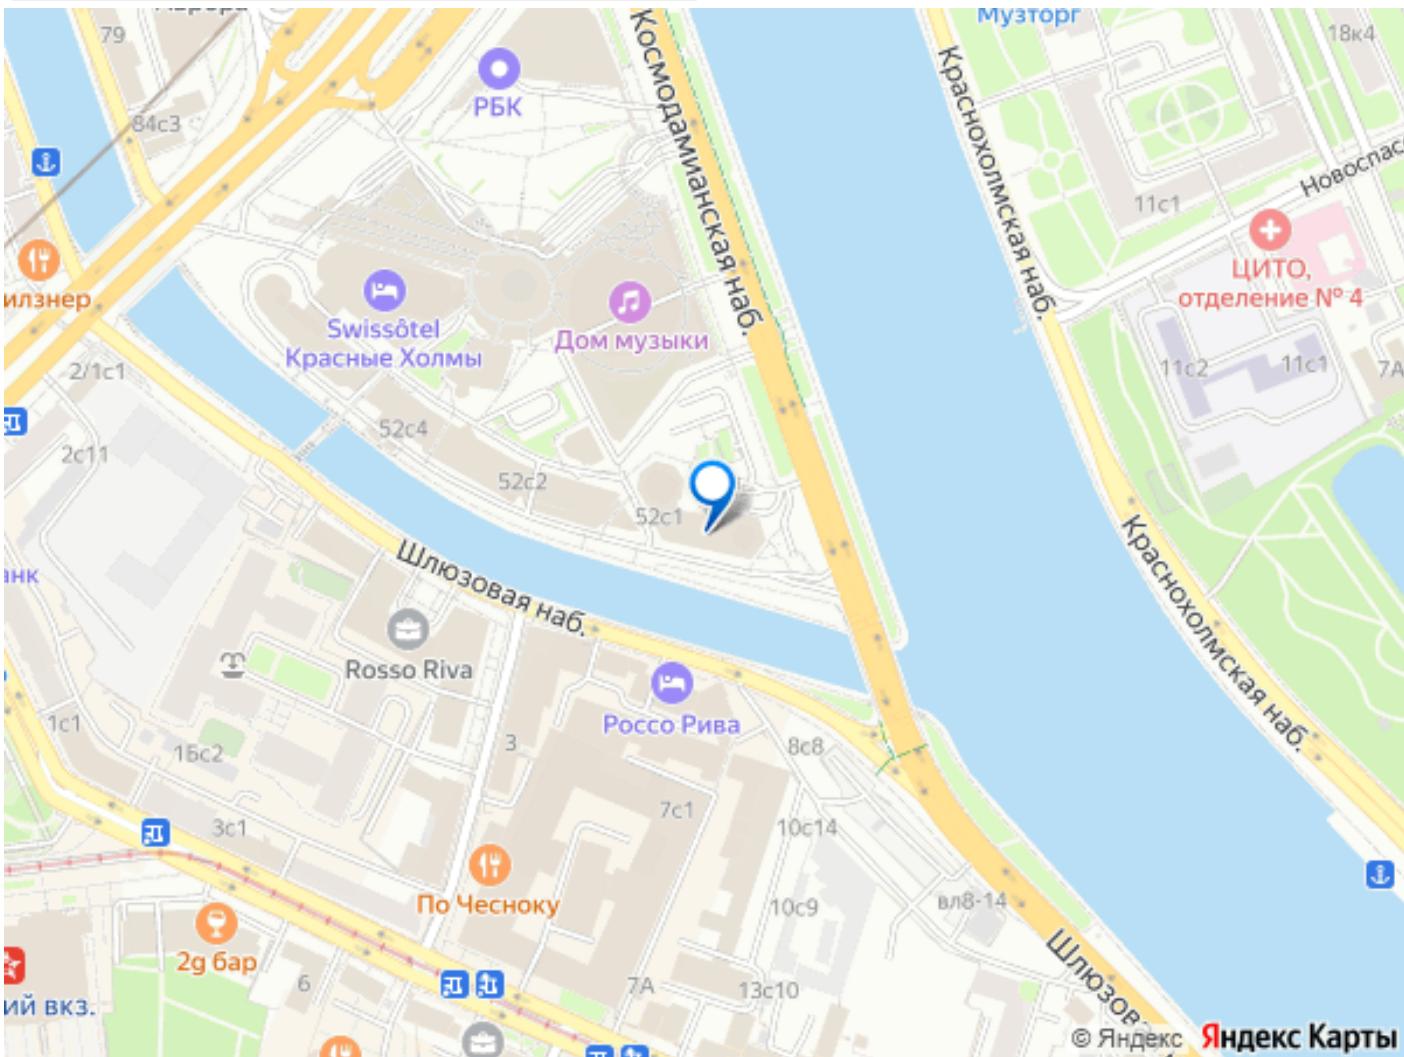 79
Музторг
18к4
РБК
84с3
Космодамианская наб.
Краснохолмская наб.
11с1
ЦИТО,
отделение № 4
илзнер
Swissôtel
Красные Холмы
Дом музыки
2/1с1
11с2
11с1
7А
52с4
2с11
52с2
52с1
Шлюзовая наб.
Краснохолмская наб.
анк
Rosso Riva
Россо Рива
1с1
1Бс2
3
8с8
7с1
3с1
10с14
По Чесноку
10с9
вл8-14
2g бар
6
7А
13с10
ий вкз.
© Яндекс
Яндекс Карты